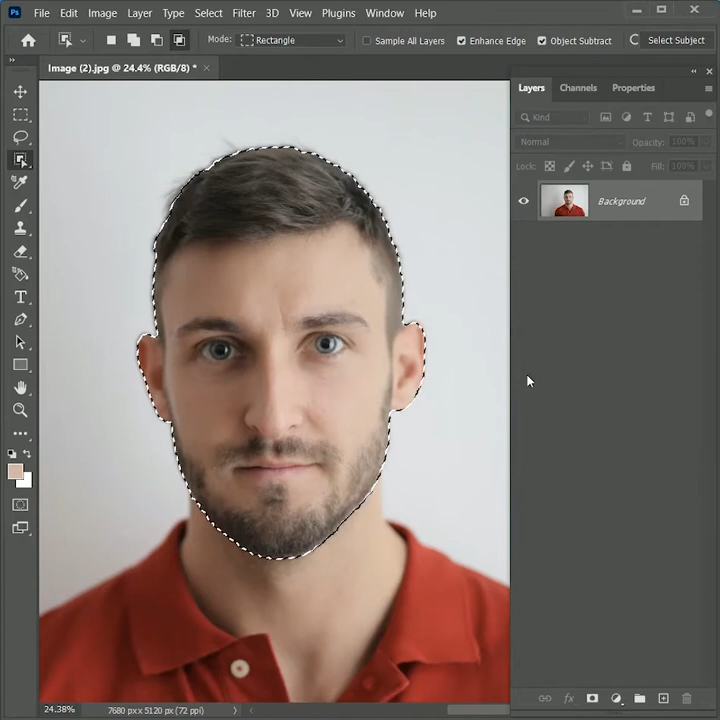 Ps File Edit Image Layer Type Select Filter 3D View Plugins Window Help
Mode: Rectangle Sample All Layers Enhance Edge Object Subtract Select Subject
Image (2).jpg @ 24.4% (RGB/8) * ×
Layers Channels Properties
Kind
Normal Opacity: 100%
Lock: Fill: 100%
Background
fx
24.38% 7680 px x 5120 px (72 ppi)